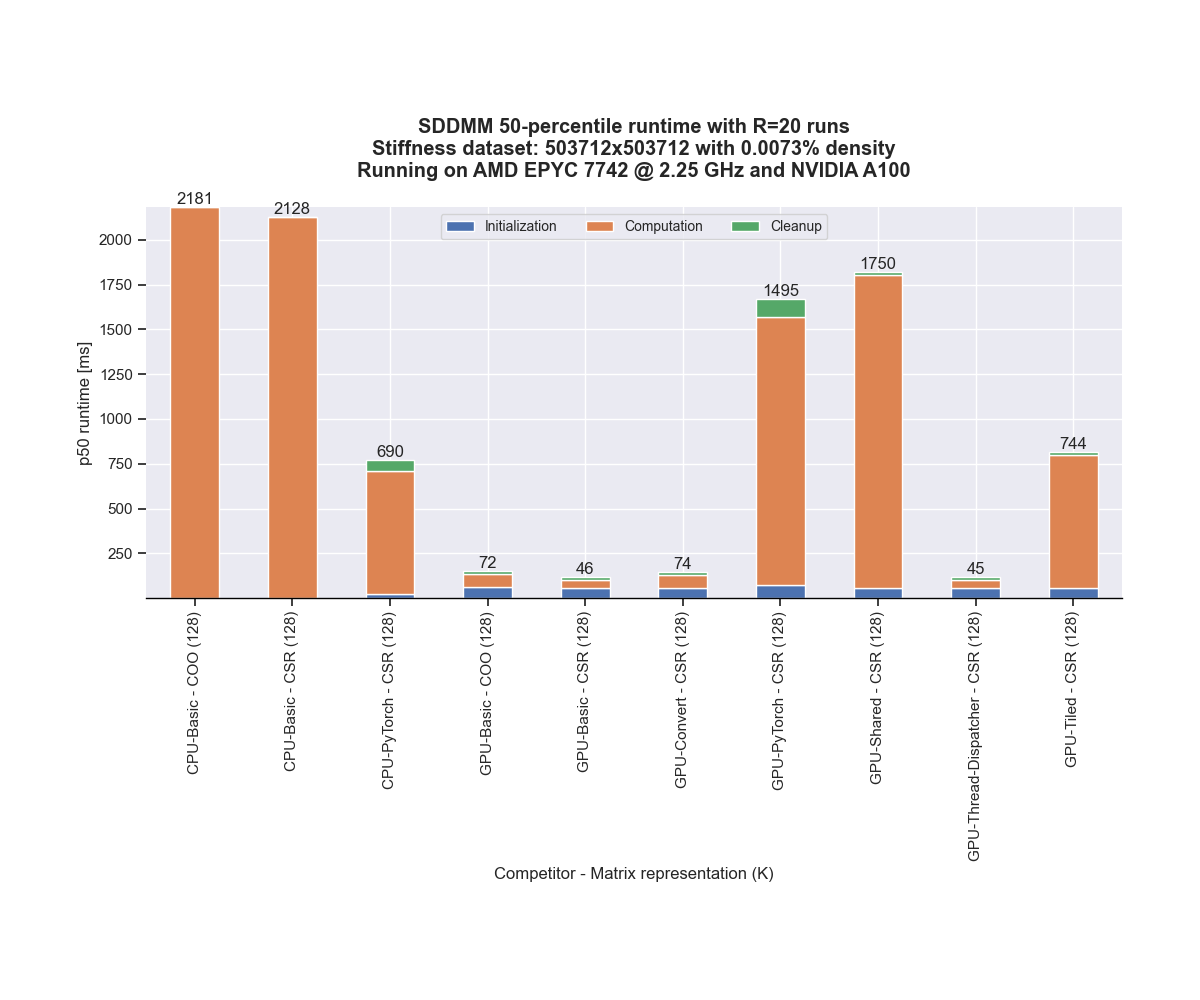 SDDMM 50-percentile runtime with R=20 runs
Stiffness dataset: 503712x503712 with 0.0073% density
Running on AMD EPYC 7742 @ 2.25 GHz and NVIDIA A100
Initialization
Computation
Cleanup
2181
2128
690
72
46
74
1495
1750
45
744
p50 runtime [ms]
2000
1750
1500
1250
1000
750
500
250
CPU-Basic - COO (128)
CPU-Basic - CSR (128)
CPU-PyTorch - CSR (128)
GPU-Basic - COO (128)
GPU-Basic - CSR (128)
GPU-Convert - CSR (128)
GPU-PyTorch - CSR (128)
GPU-Shared - CSR (128)
GPU-Thread-Dispatcher - CSR (128)
GPU-Tiled - CSR (128)
Competitor - Matrix representation (K)